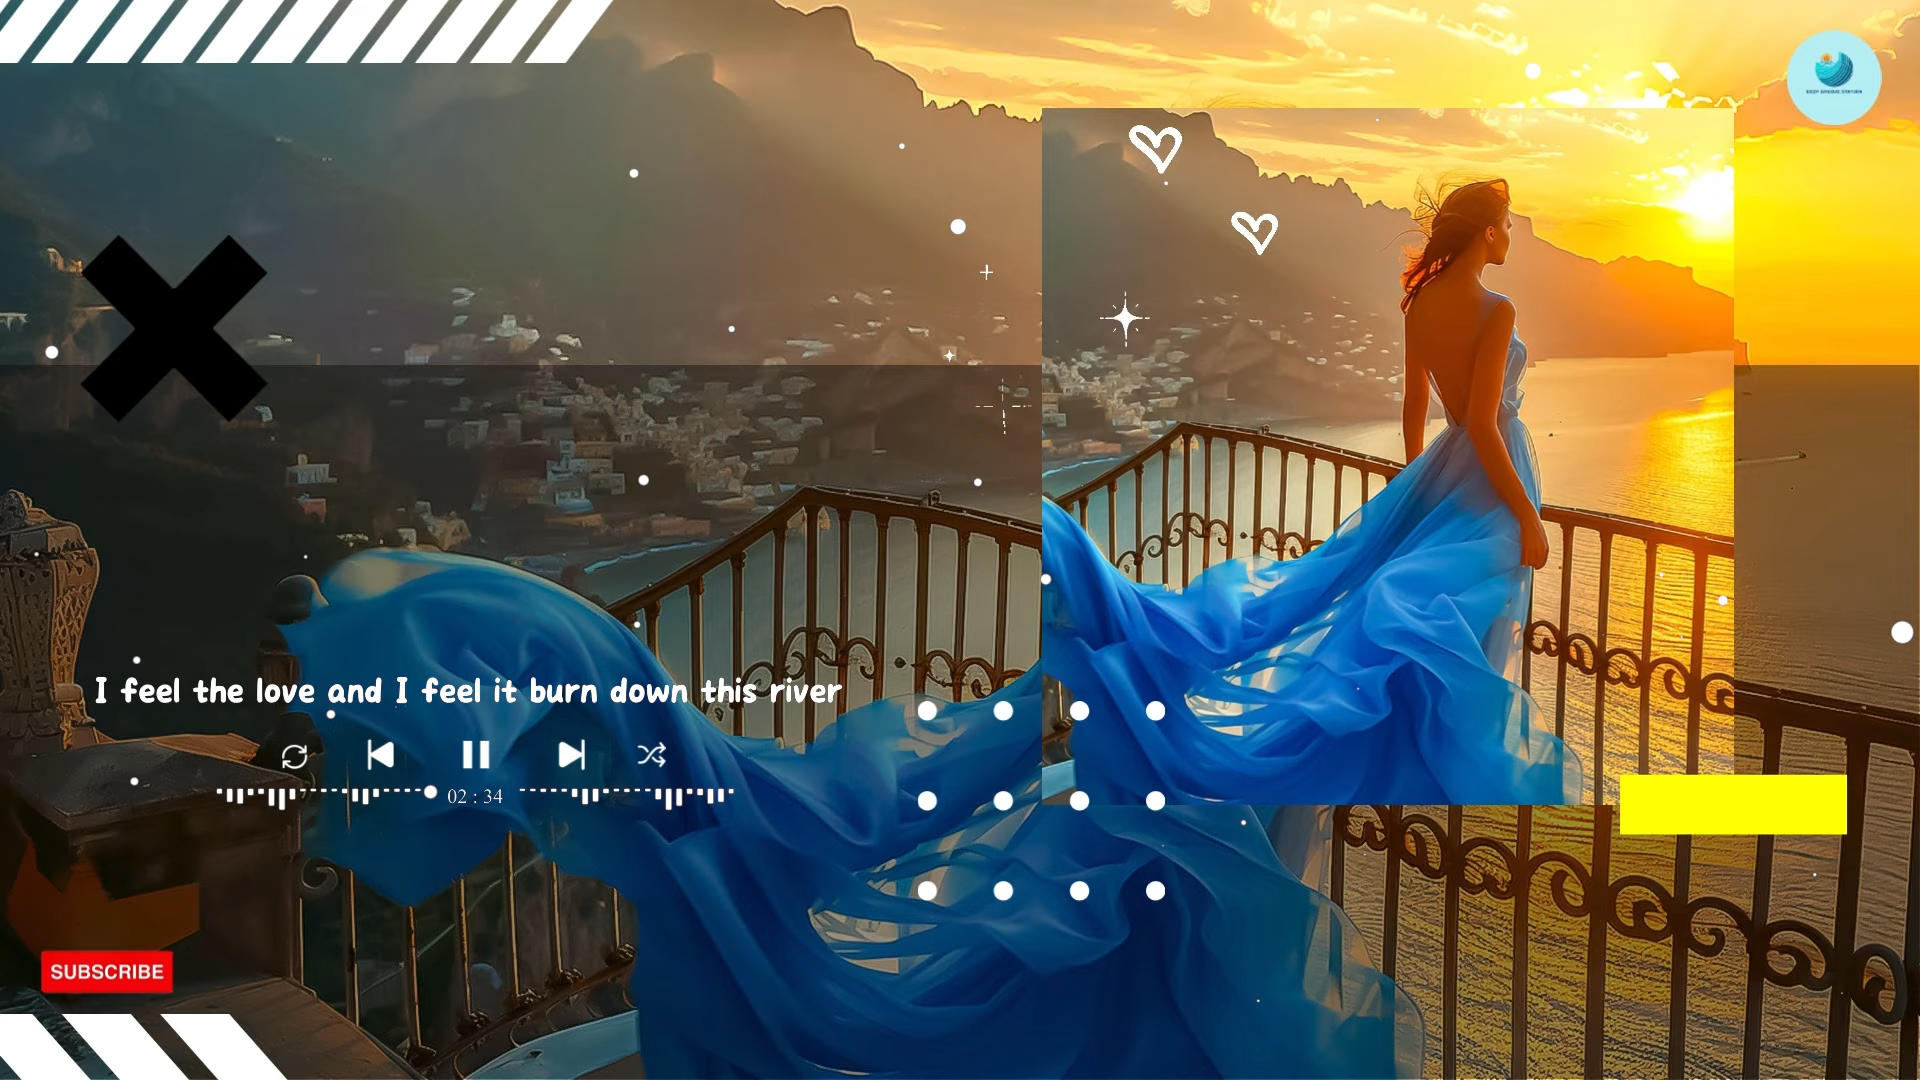 I feel the love and I feel it burn down this river
02 : 34
SUBSCRIBE